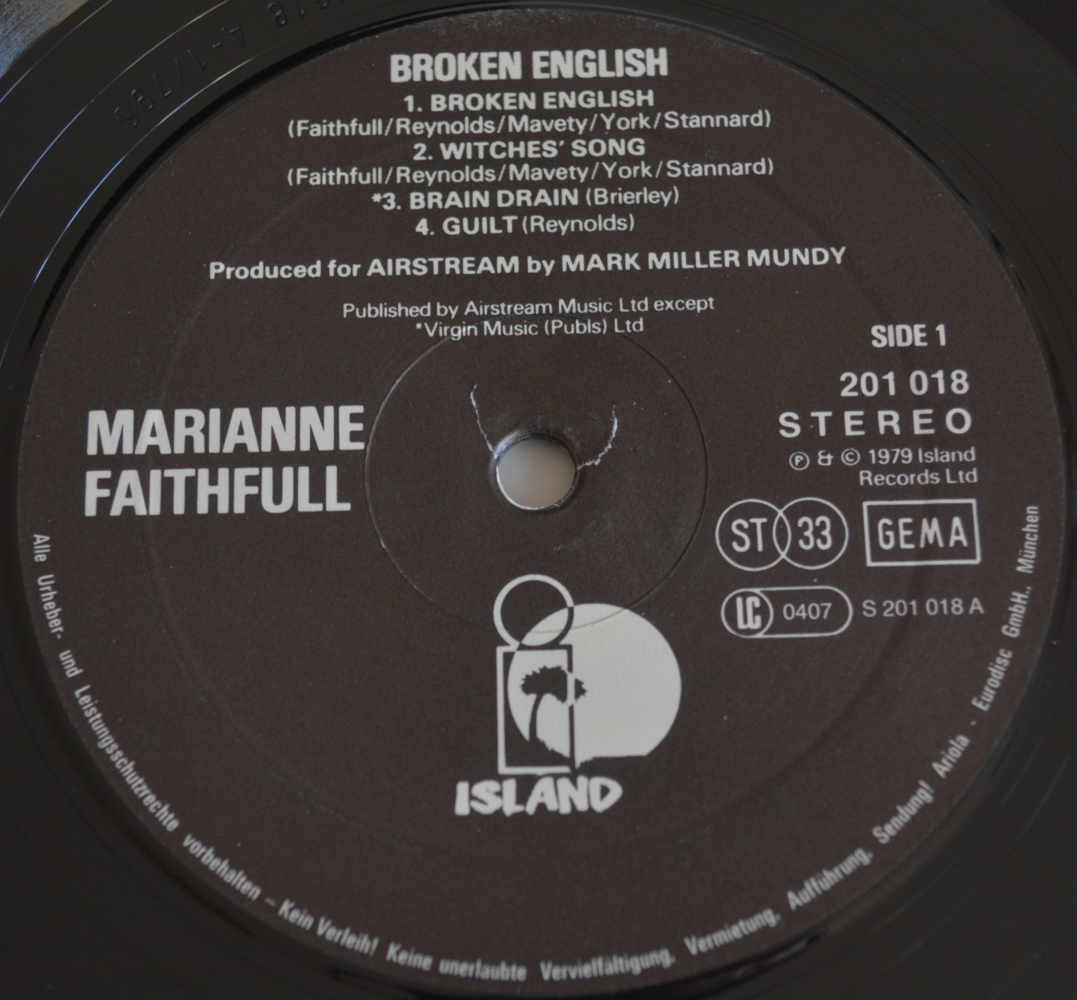 BROKEN ENGLISH
1. BROKEN ENGLISH
(Faithfull/Reynolds/Mavety/York/Stannard)
2. WITCHES' SONG
(Faithfull/Reynolds/Mavety/York/Stannard)
*3. BRAIN DRAIN (Brierley)
4. GUILT (Reynolds)
Produced for AIRSTREAM by MARK MILLER MUNDY
Published by Airstream Music Ltd except
*Virgin Music (Publs) Ltd
SIDE 1
201 018
STEREO
℗ & © 1979 Island
Records Ltd
MARIANNE
FAITHFULL
ST 33 GEMA
LC 0407 S 201 018 A
ISLAND
Alle Urheber- und Leistungsschutzrechte vorbehalten - Kein Verleih! Keine unerlaubte Vervielfältigung, Vermietung, Aufführung, Sendung! Ariola - Eurodisc GmbH., München